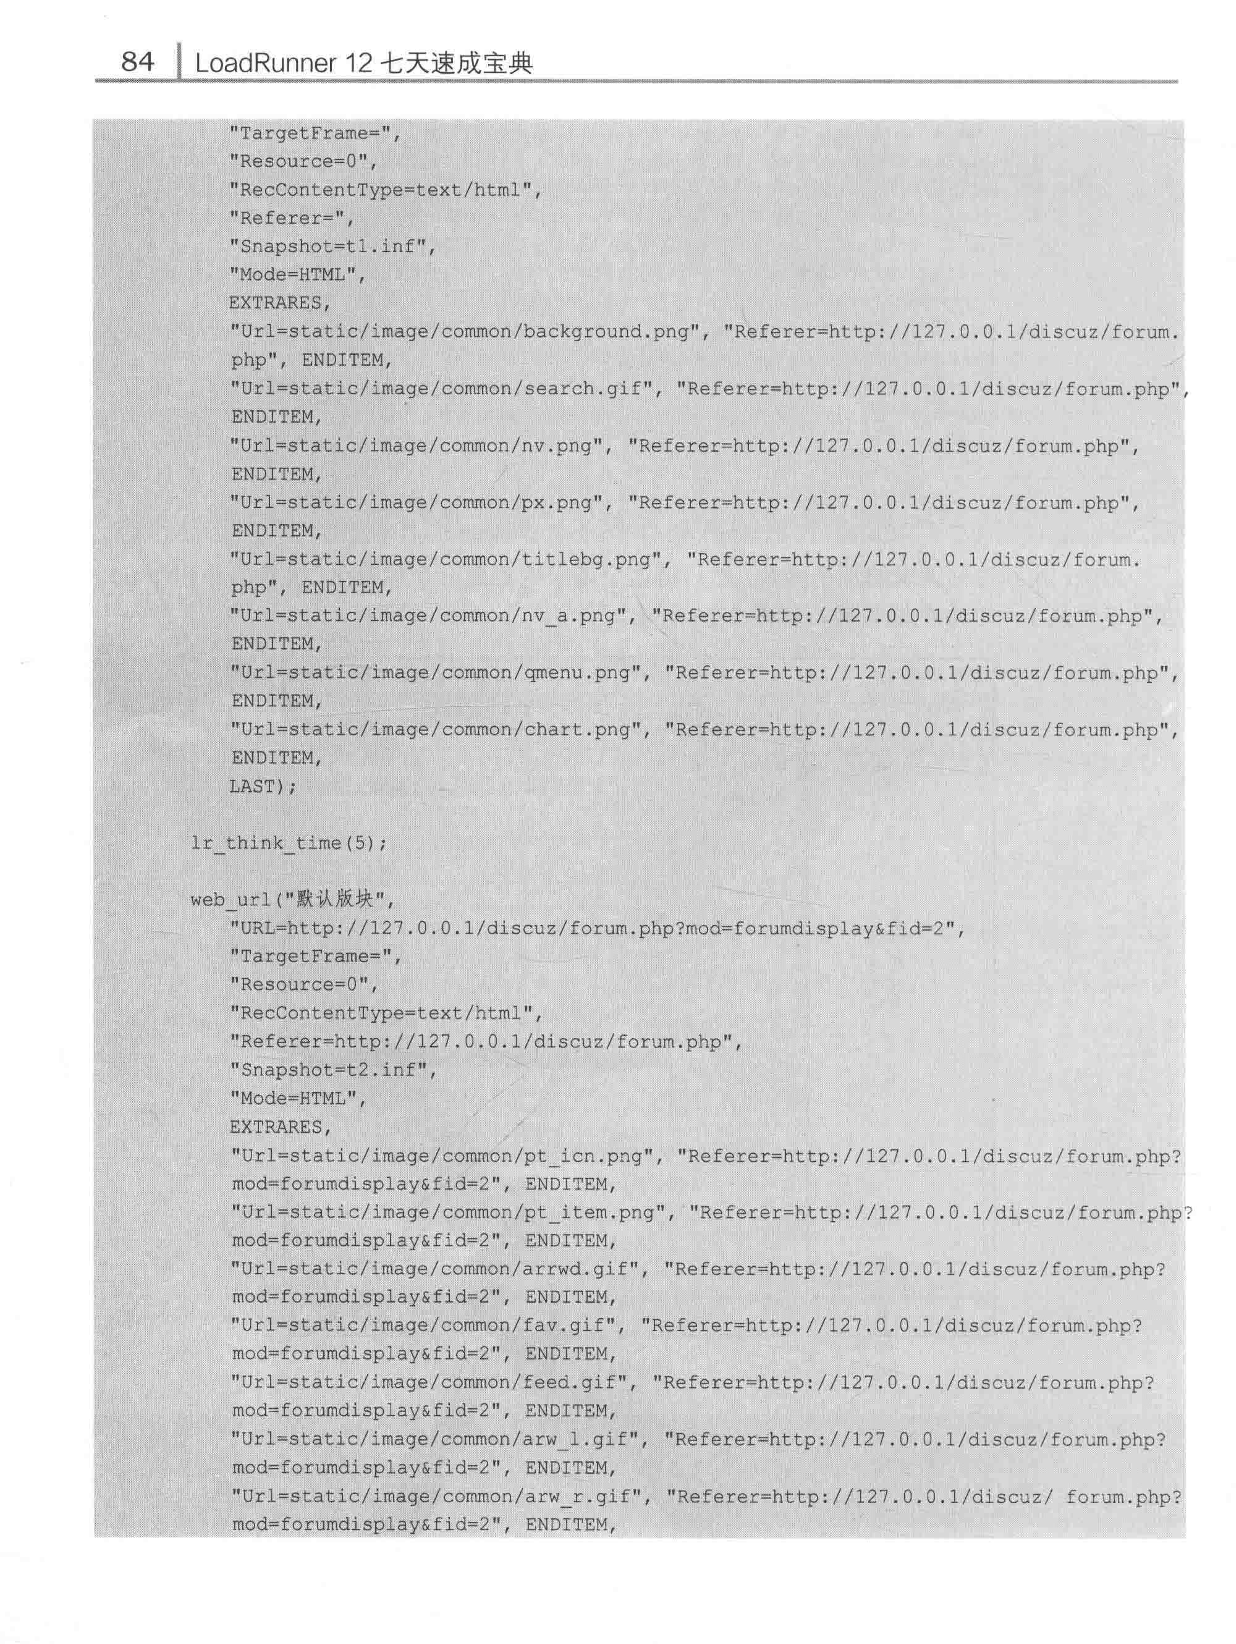 84 LoadRunner 12 七天速成宝典
"TargetFrame=",
"Resource=0",
"RecContentType=text/html",
"Referer=",
"Snapshot=t1.inf",
"Mode=HTML",
EXTRARES,
"Url=static/image/common/background.png", "Referer=http://127.0.0.1/discuz/forum.
php", ENDITEM,
"Url=static/image/common/search.gif", "Referer=http://127.0.0.1/discuz/forum.php",
ENDITEM,
"Url=static/image/common/nv.png", "Referer=http://127.0.0.1/discuz/forum.php",
ENDITEM,
"Url=static/image/common/px.png", "Referer=http://127.0.0.1/discuz/forum.php",
ENDITEM,
"Url=static/image/common/titlebg.png", "Referer=http://127.0.0.1/discuz/forum.
php", ENDITEM,
"Url=static/image/common/nv_a.png", "Referer=http://127.0.0.1/discuz/forum.php",
ENDITEM,
"Url=static/image/common/qmenu.png", "Referer=http://127.0.0.1/discuz/forum.php",
ENDITEM,
"Url=static/image/common/chart.png", "Referer=http://127.0.0.1/discuz/forum.php",
ENDITEM,
LAST);
lr_think_time(5);
web_url("默认版块",
"URL=http://127.0.0.1/discuz/forum.php?mod=forumdisplay&fid=2",
"TargetFrame=",
"Resource=0",
"RecContentType=text/html",
"Referer=http://127.0.0.1/discuz/forum.php",
"Snapshot=t2.inf",
"Mode=HTML",
EXTRARES,
"Url=static/image/common/pt_icn.png", "Referer=http://127.0.0.1/discuz/forum.php?
mod=forumdisplay&fid=2", ENDITEM,
"Url=static/image/common/pt_item.png", "Referer=http://127.0.0.1/discuz/forum.php?
mod=forumdisplay&fid=2", ENDITEM,
"Url=static/image/common/arrwd.gif", "Referer=http://127.0.0.1/discuz/forum.php?
mod=forumdisplay&fid=2", ENDITEM,
"Url=static/image/common/fav.gif", "Referer=http://127.0.0.1/discuz/forum.php?
mod=forumdisplay&fid=2", ENDITEM,
"Url=static/image/common/feed.gif", "Referer=http://127.0.0.1/discuz/forum.php?
mod=forumdisplay&fid=2", ENDITEM,
"Url=static/image/common/arw_l.gif", "Referer=http://127.0.0.1/discuz/forum.php?
mod=forumdisplay&fid=2", ENDITEM,
"Url=static/image/common/arw_r.gif", "Referer=http://127.0.0.1/discuz/ forum.php?
mod=forumdisplay&fid=2", ENDITEM,